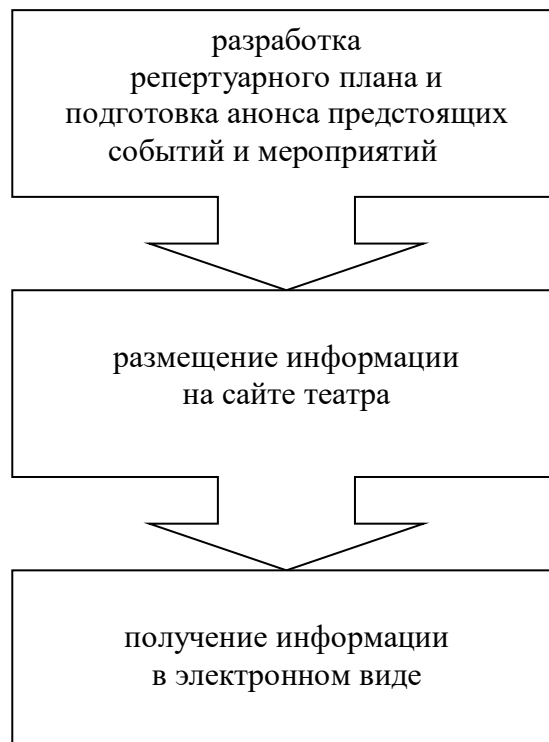 разработка
репертуарного плана и
подготовка анонса предстоящих
событий и мероприятий
размещение информации
на сайте театра
получение информации
в электронном виде